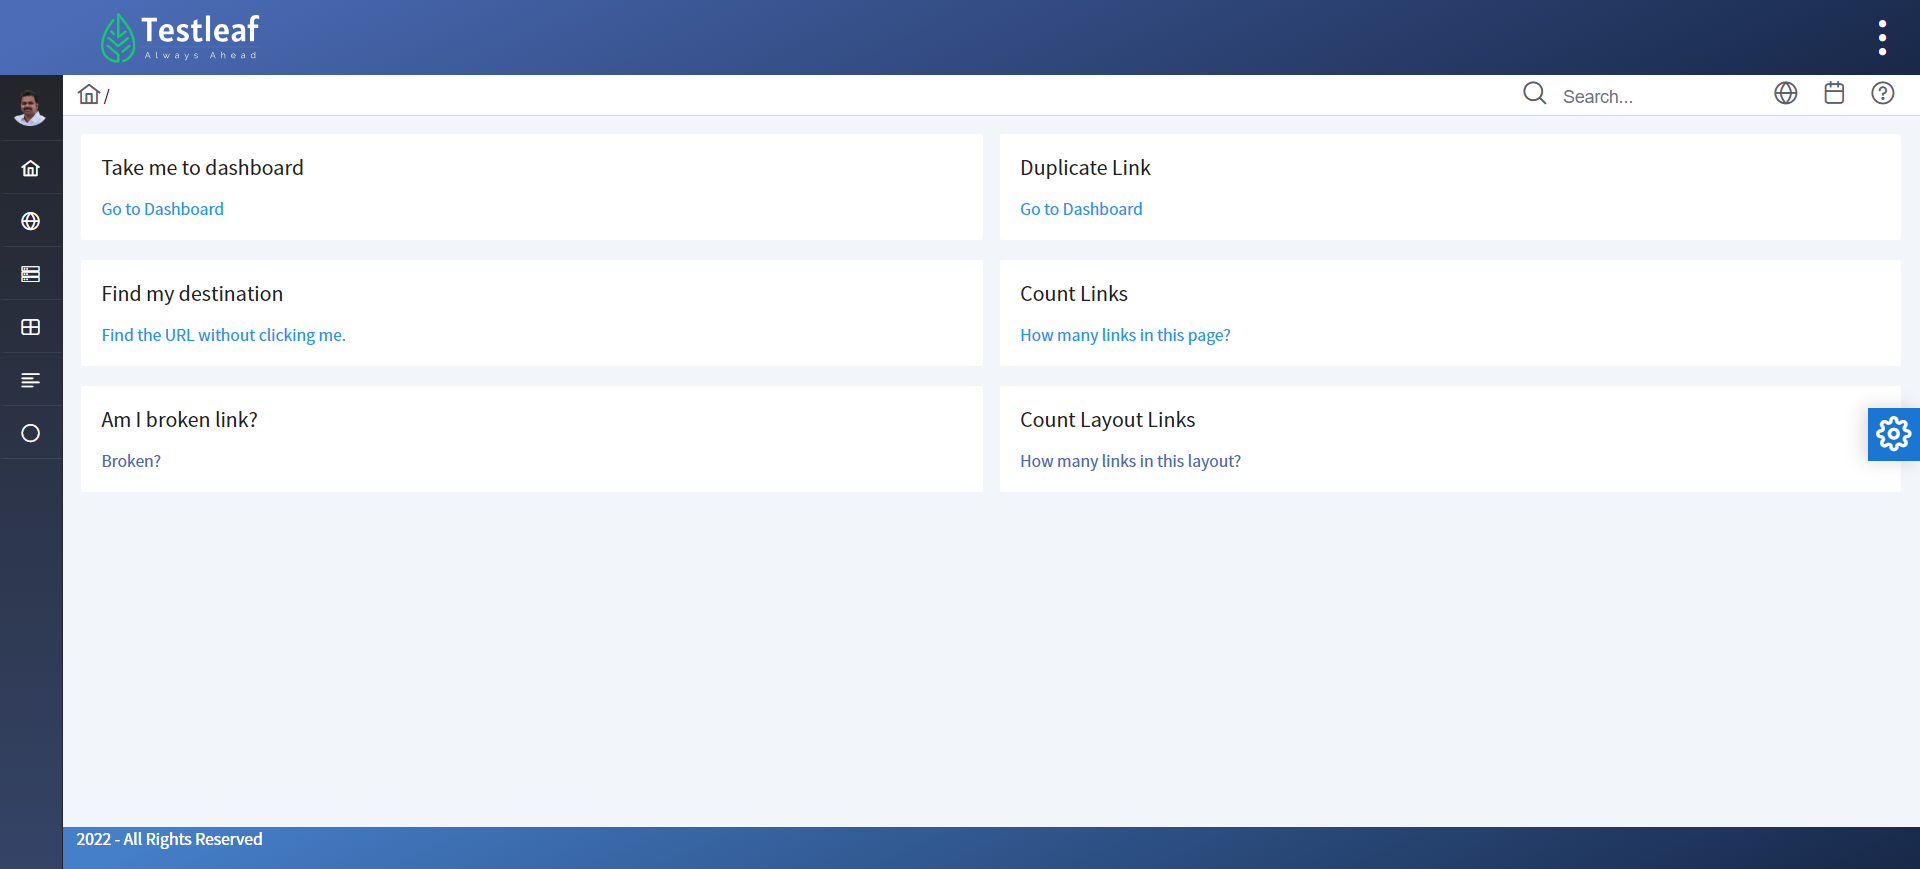 Testleaf
Always Ahead
/
Search...
Take me to dashboard
Go to Dashboard
Duplicate Link
Go to Dashboard
Find my destination
Find the URL without clicking me.
Count Links
How many links in this page?
Am I broken link?
Broken?
Count Layout Links
How many links in this layout?
2022 - All Rights Reserved